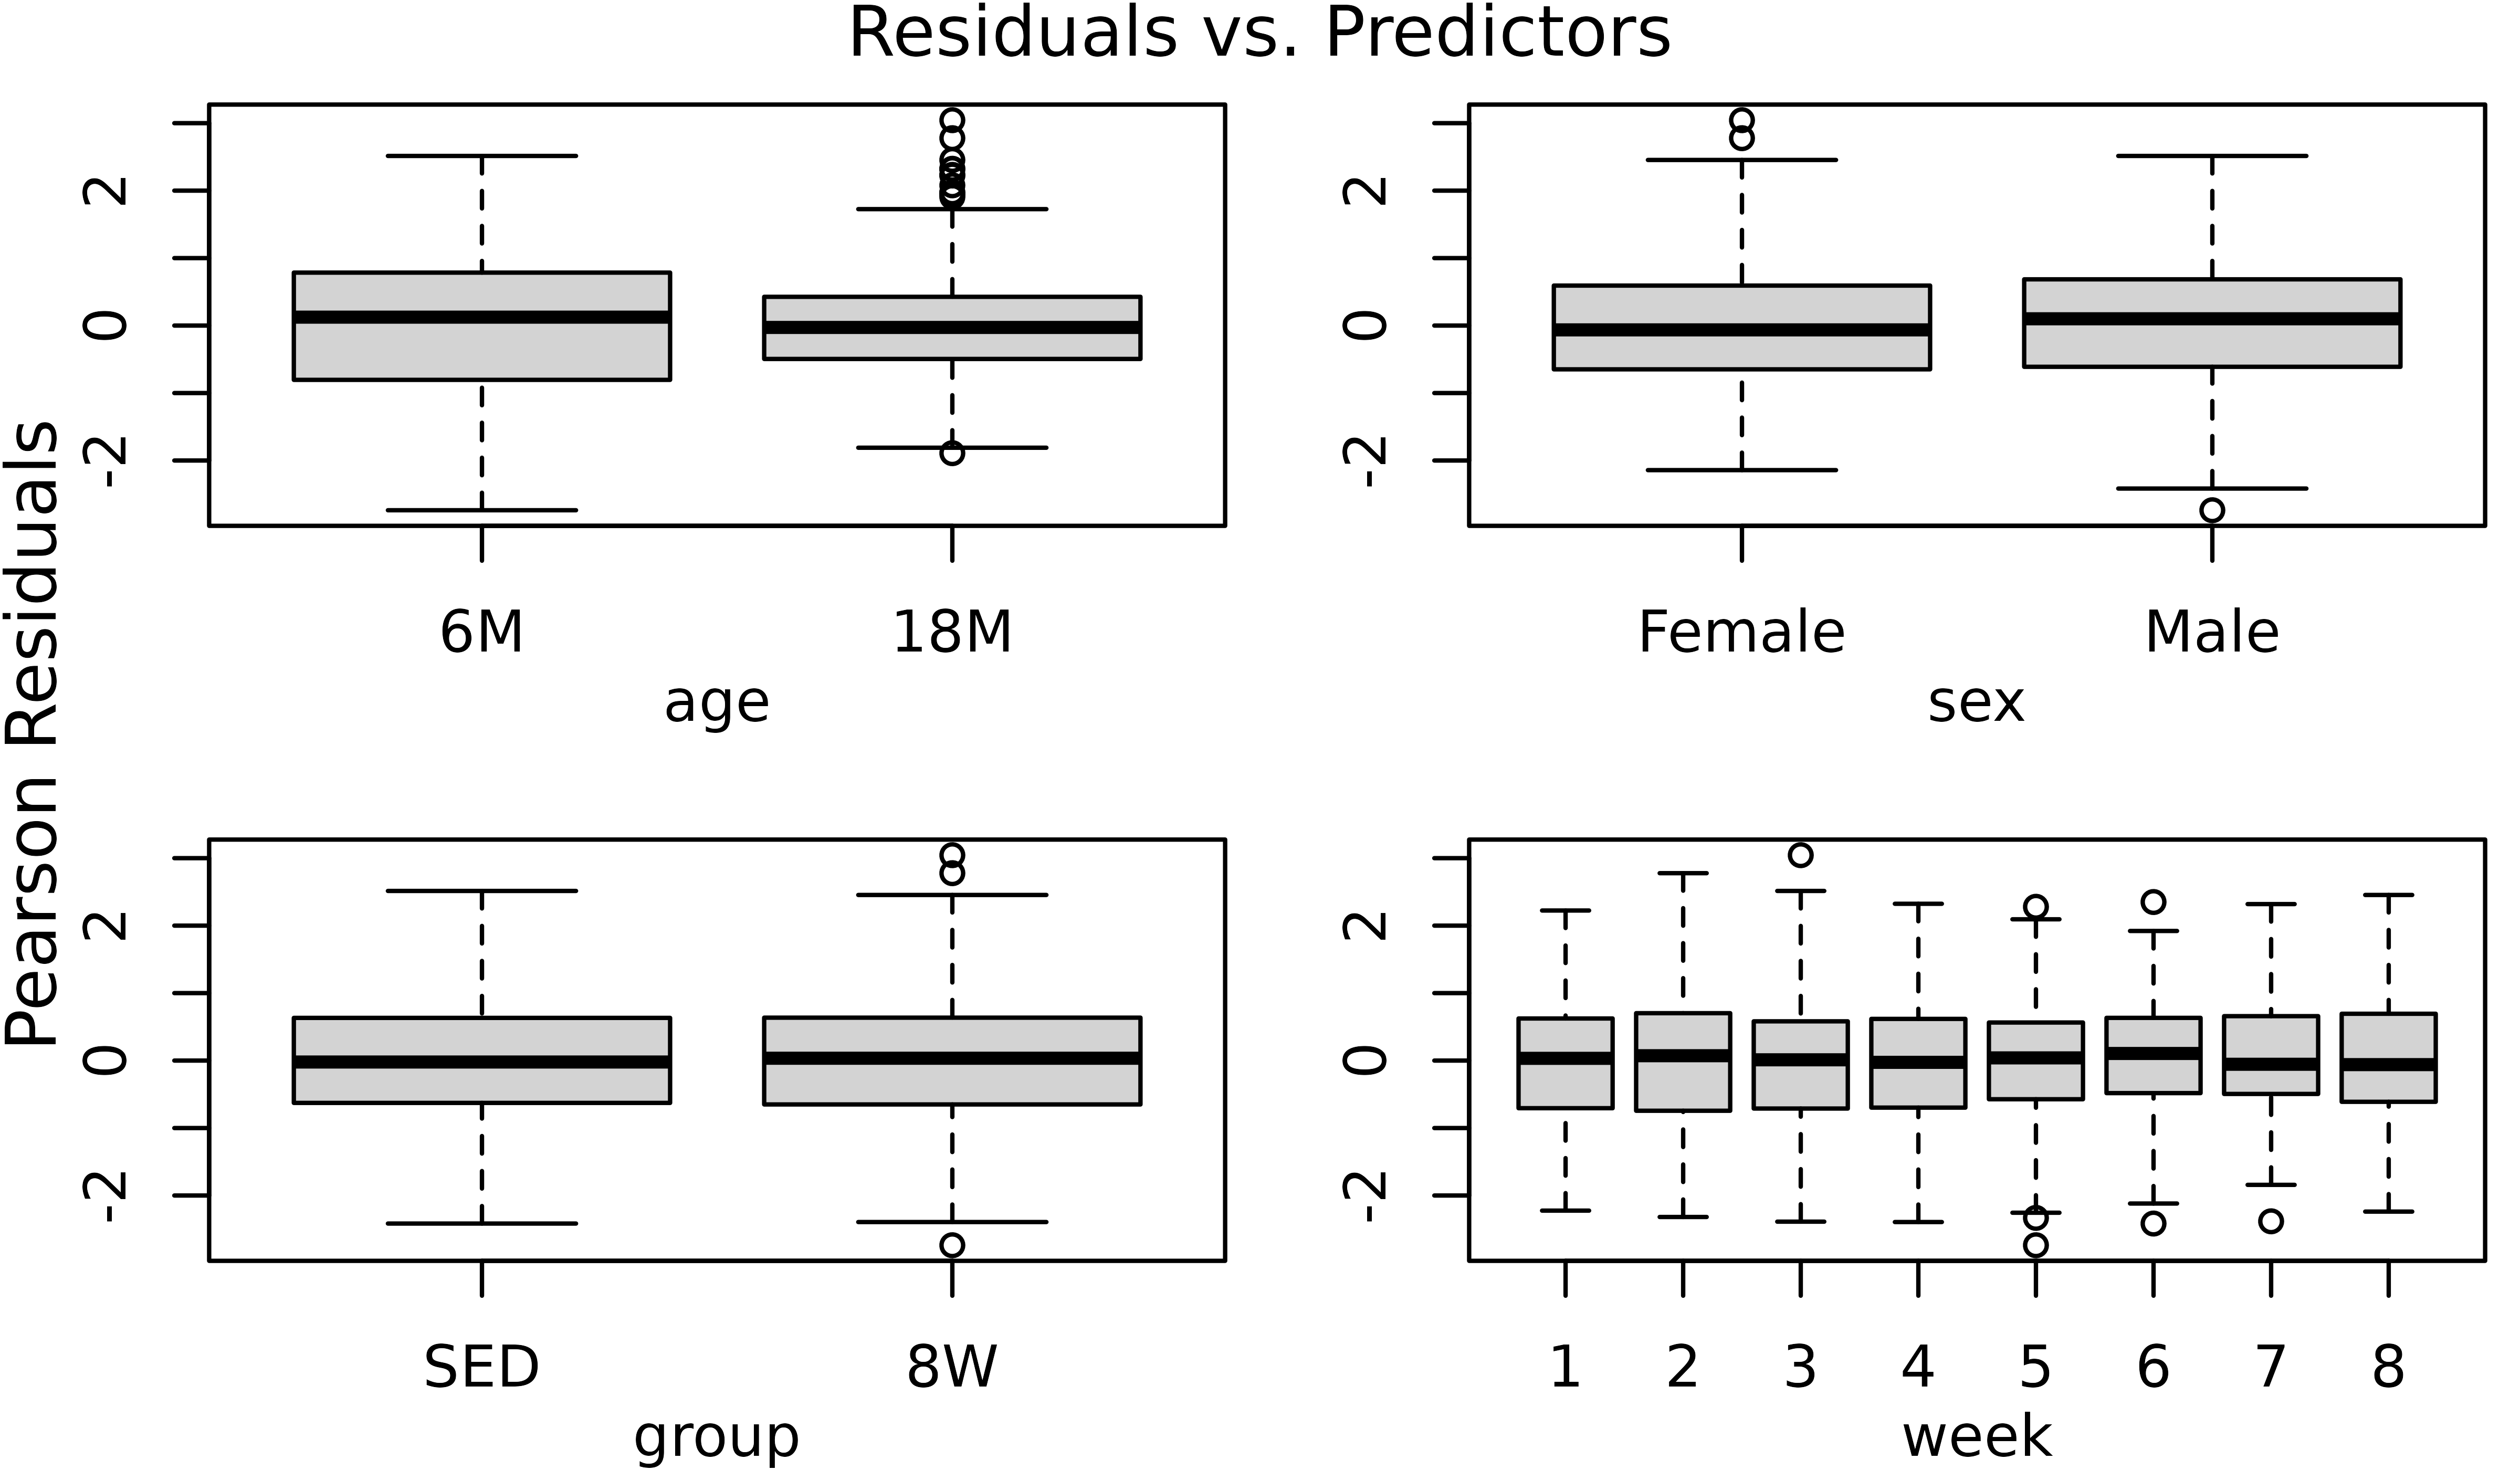 Residuals vs. Predictors
Pearson Residuals
2
0
-2
6M 18M
age
2
0
-2
Female Male
sex
2
0
-2
SED 8W
group
2
0
-2
1 2 3 4 5 6 7 8
week